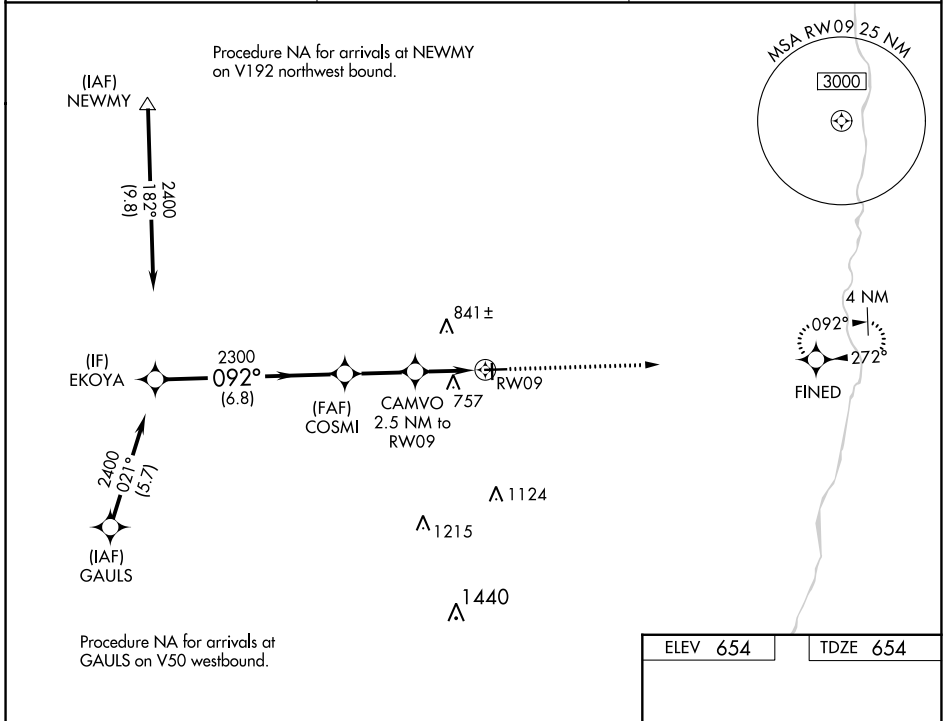 Procedure NA for arrivals at NEWMY
on V192 northwest bound.
MSA RW09 25 NM
3000
(IAF)
NEWMY
2400
182°
(9.8)
841±
4 NM
092°
272°
FINED
(IF)
EKOYA
2300
092°
(6.8)
(FAF)
COSMI
CAMVO
2.5 NM to
RW09
757
RW09
2400
021°
(5.7)
(IAF)
GAULS
1124
1215
1440
Procedure NA for arrivals at
GAULS on V50 westbound.
ELEV 654
TDZE 654